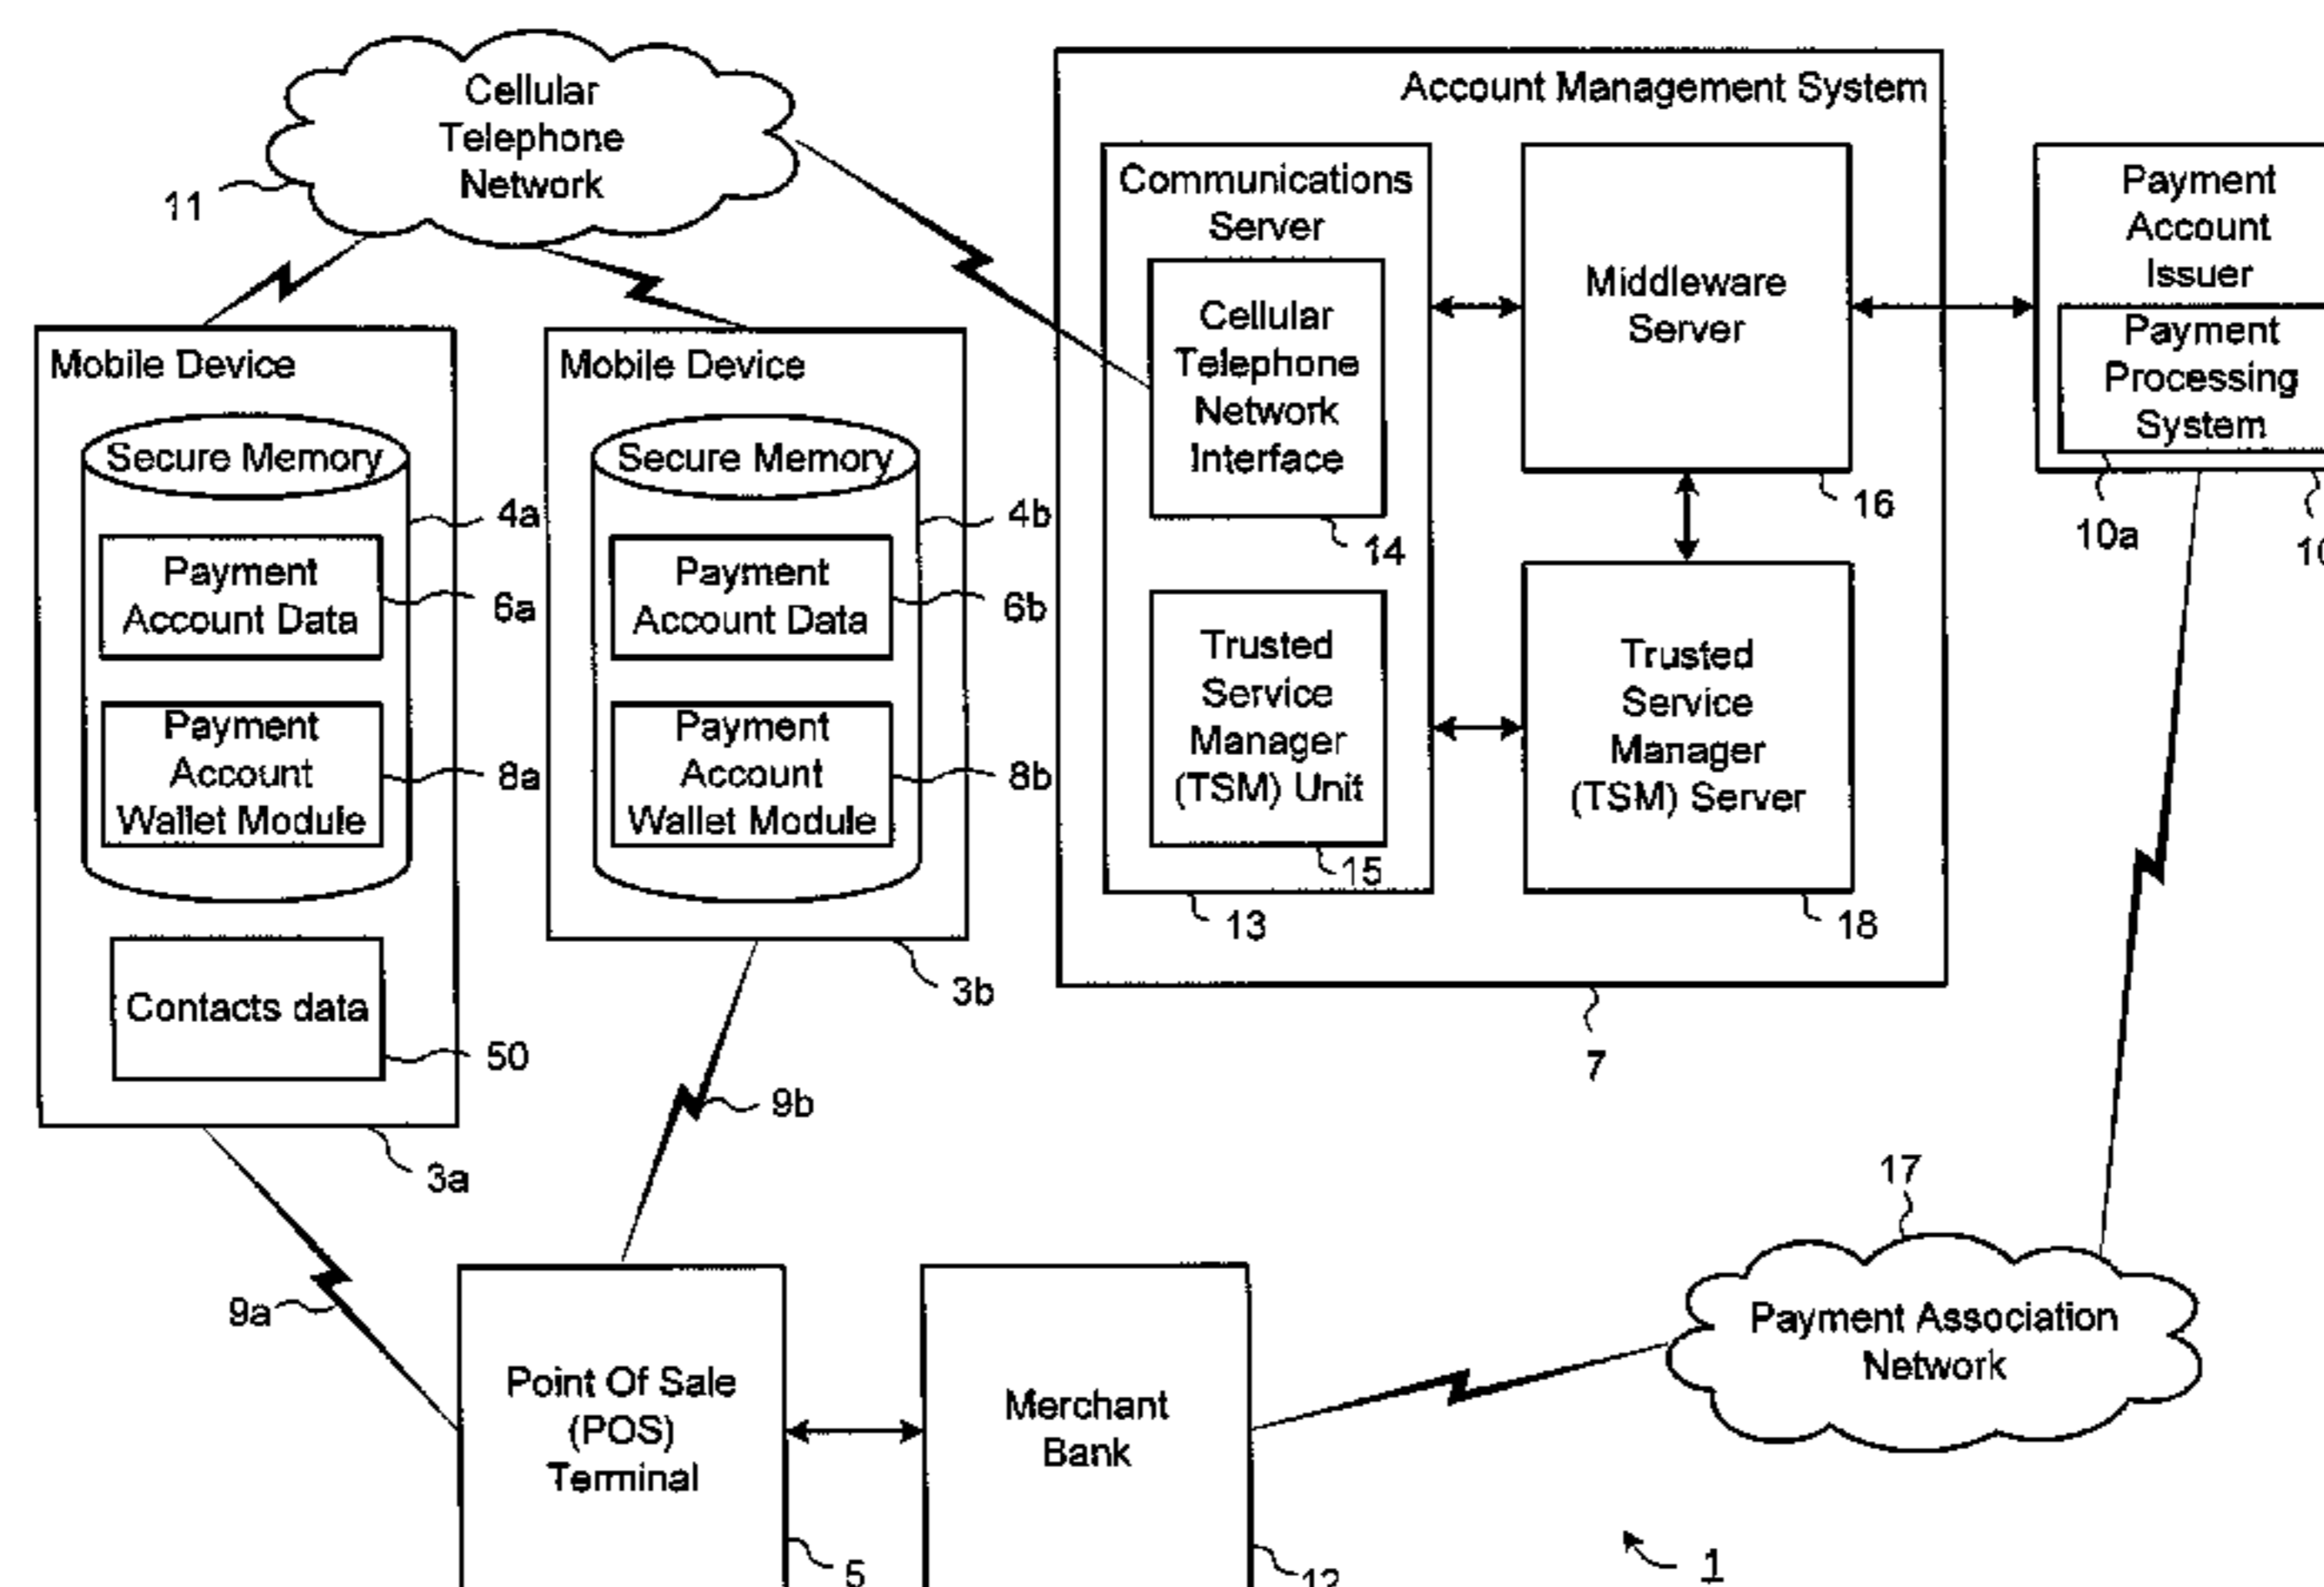 Cellular
Telephone
Network
11
Account Management System
Communications
Server
Cellular
Telephone
Network
Interface
14
Trusted
Service
Manager
(TSM) Unit
15
13
Middleware
Server
16
Trusted
Service
Manager
(TSM) Server
18
7
Payment
Account
Issuer
Payment
Processing
System
10a
10
Mobile Device
Secure Memory
4a
Payment
Account Data
6a
Payment
Account
Wallet Module
8a
Contacts data
50
3a
Mobile Device
Secure Memory
4b
Payment
Account Data
6b
Payment
Account
Wallet Module
8b
3b
9a
9b
Point Of Sale
(POS)
Terminal
5
Merchant
Bank
12
17
Payment Association
Network
1